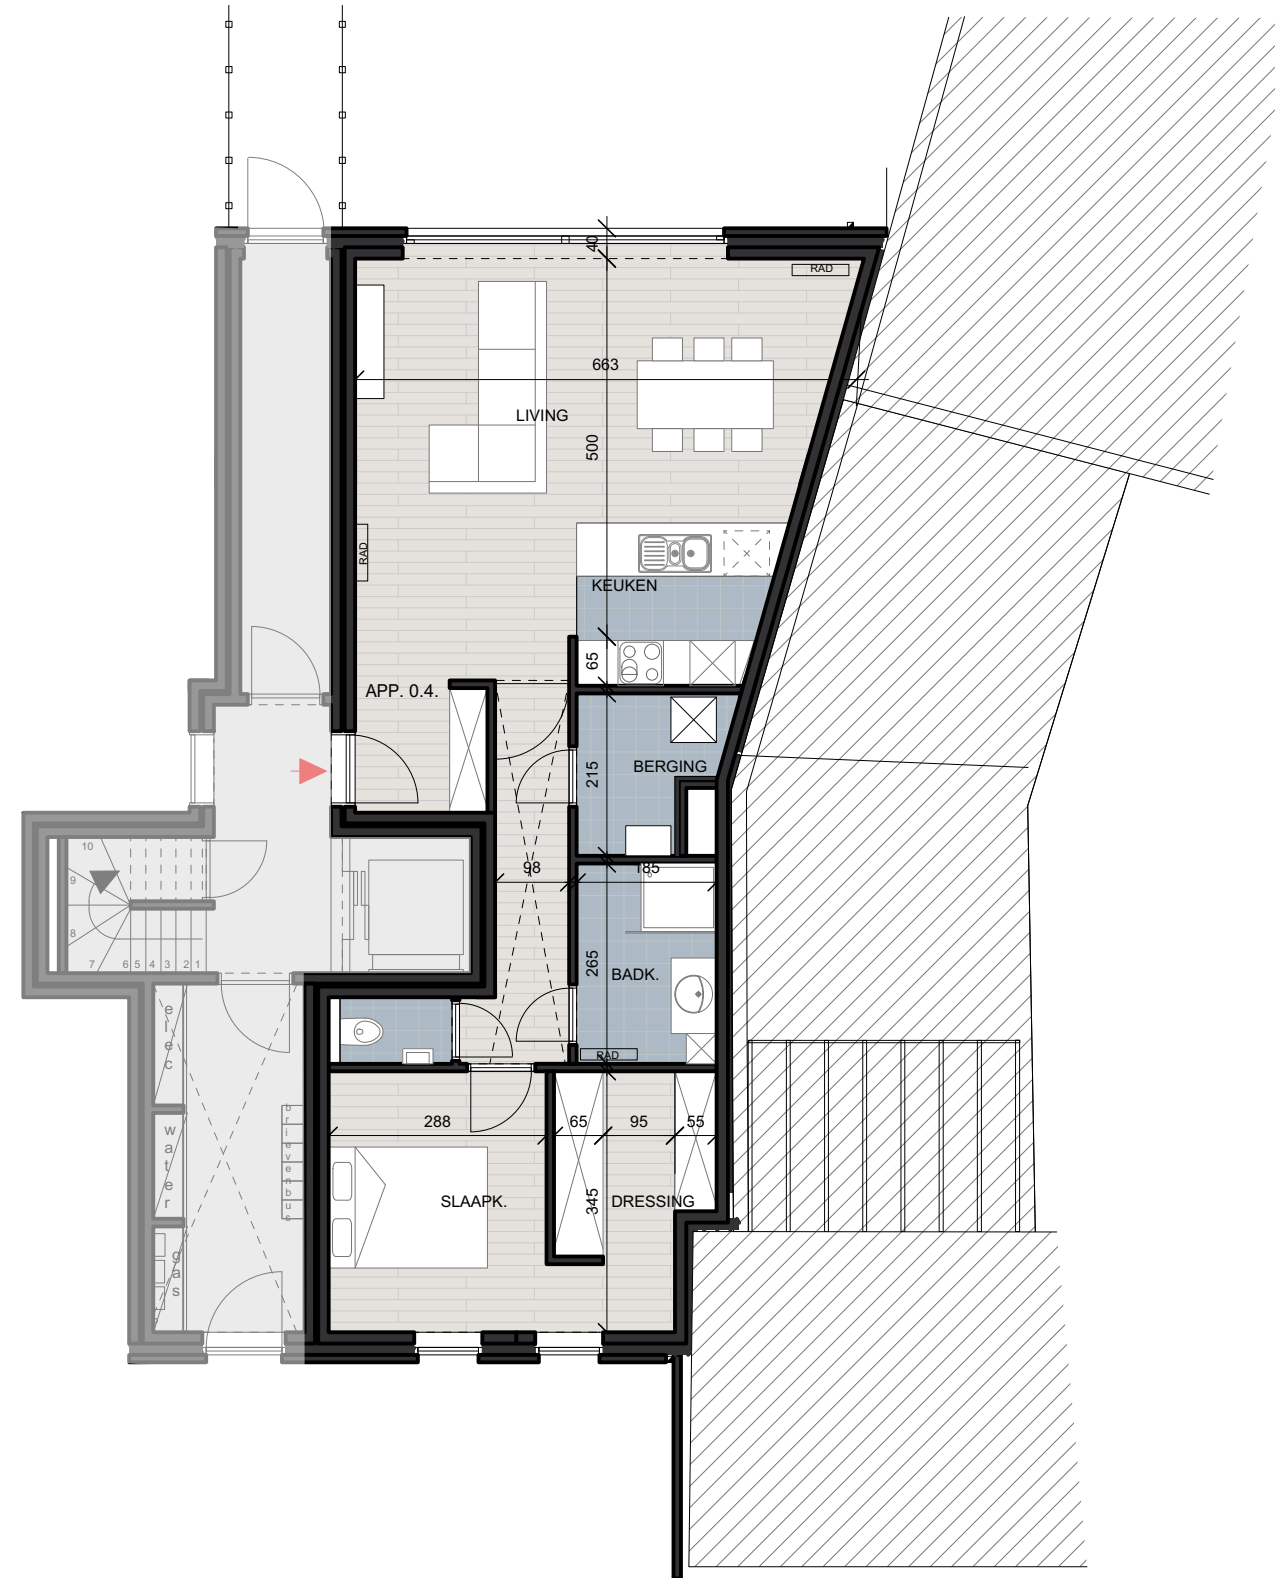 40
RAD
663
LIVING
500
RAD
KEUKEN
65
APP. 0.4.
BERGING
215
10
9
8
7
6 5 4 3 2 1
98
185
265
BADK.
RAD
elec
water
gas
brievenbus
288
65
95
55
SLAAPK.
345
DRESSING